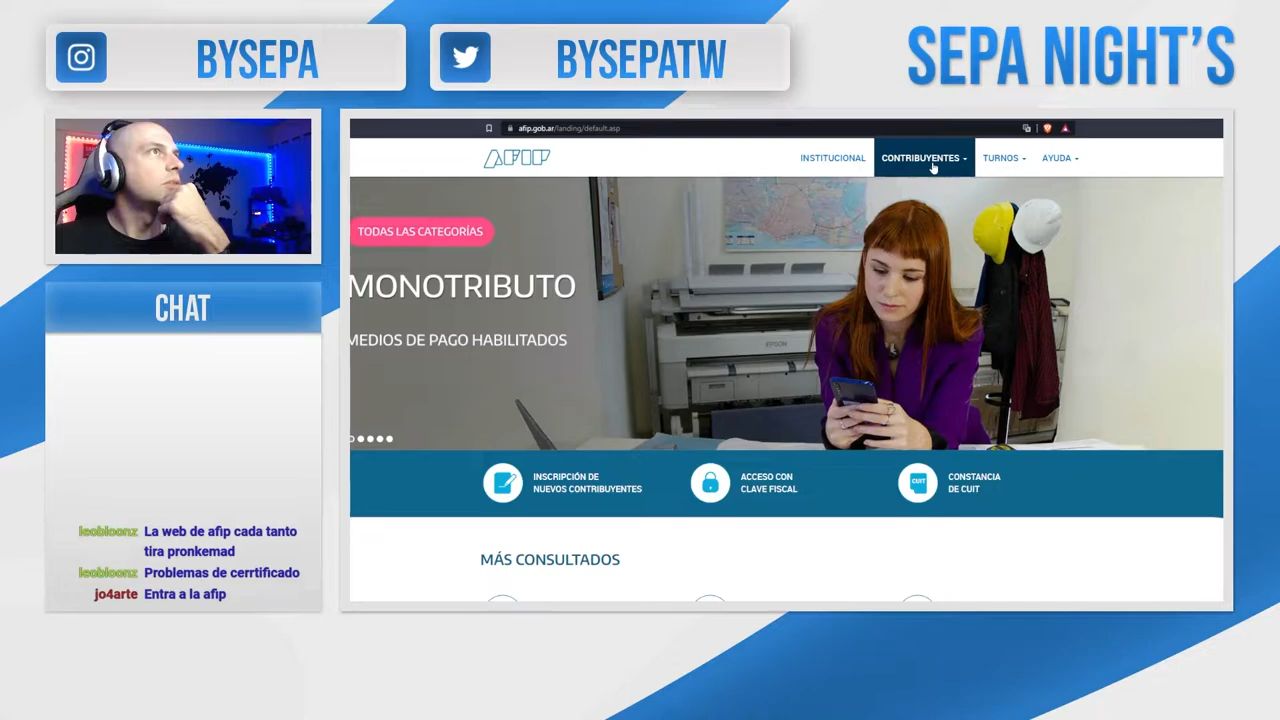 BYSEPA
BYSEPATW
SEPA NIGHT'S
afip.gob.ar/landing/default.asp
AFIP
INSTITUCIONAL
CONTRIBUYENTES
TURNOS
AYUDA
TODAS LAS CATEGORÍAS
MONOTRIBUTO
MEDIOS DE PAGO HABILITADOS
EPSON
INSCRIPCIÓN DE
NUEVOS CONTRIBUYENTES
ACCESO CON
CLAVE FISCAL
CUIT
CONSTANCIA
DE CUIT
MÁS CONSULTADOS
CHAT
leobloonz La web de afip cada tanto
tira pronkemad
leobloonz Problemas de cerrtificado
jo4arte Entra a la afip